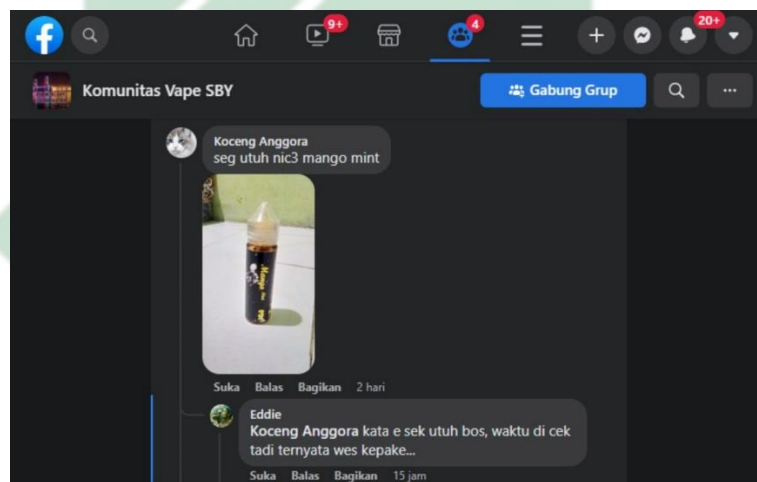 9+
4
20+
Komunitas Vape SBY
Gabung Grup
Koceng Anggora
seg utuh nic3 mango mint
Mango
Suka Balas Bagikan 2 hari
Eddie
Koceng Anggora kata e sek utuh bos, waktu di cek
tadi ternyata wes kepake...
Suka Balas Bagikan 15 jam